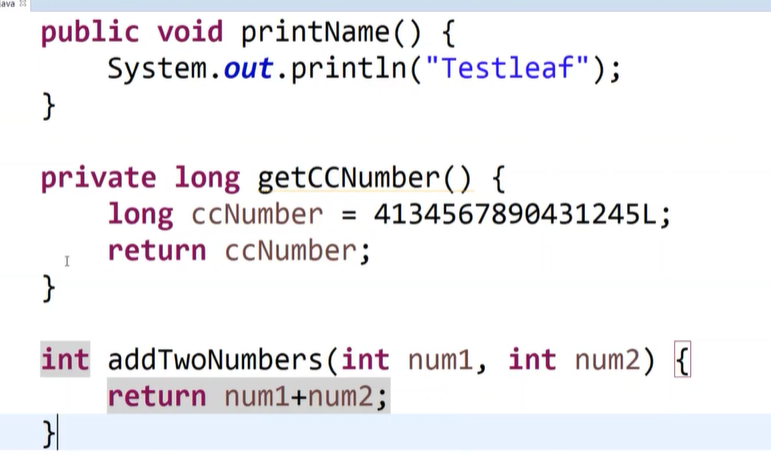 ava
public void printName() {
System.out.println("Testleaf");
}
private long getCCNumber() {
long ccNumber = 4134567890431245L;
return ccNumber;
}
int addTwoNumbers(int num1, int num2) {
return num1+num2;
}